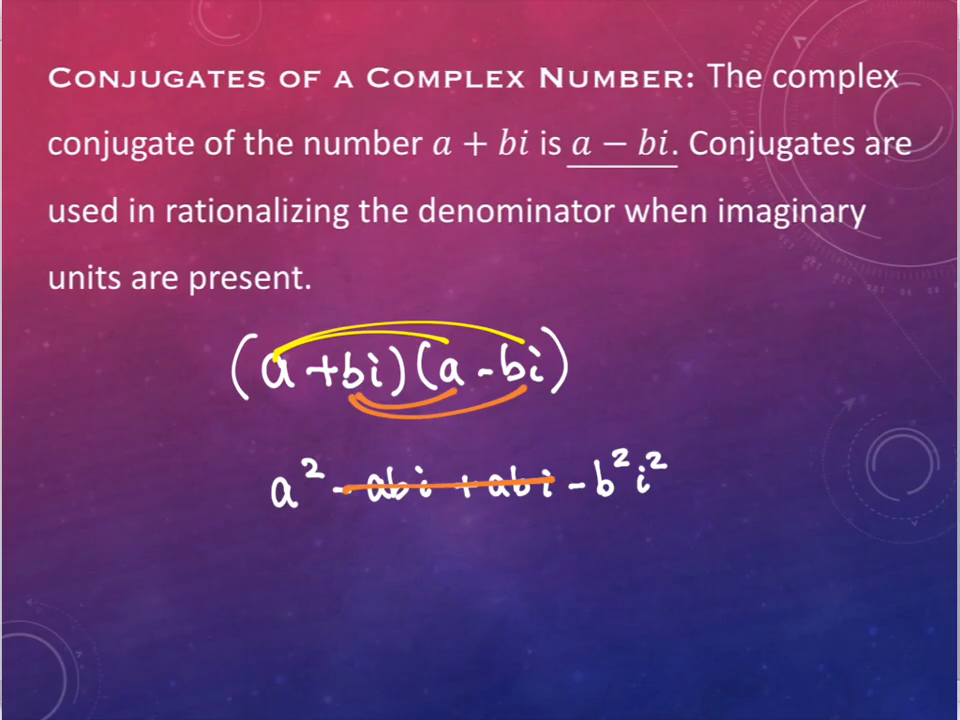 CONJUGATES OF A COMPLEX NUMBER: The complex
conjugate of the number a + bi is a − bi. Conjugates are
used in rationalizing the denominator when imaginary
units are present.
(a +bi)(a -bi)
a² - abi + abi - b²i²